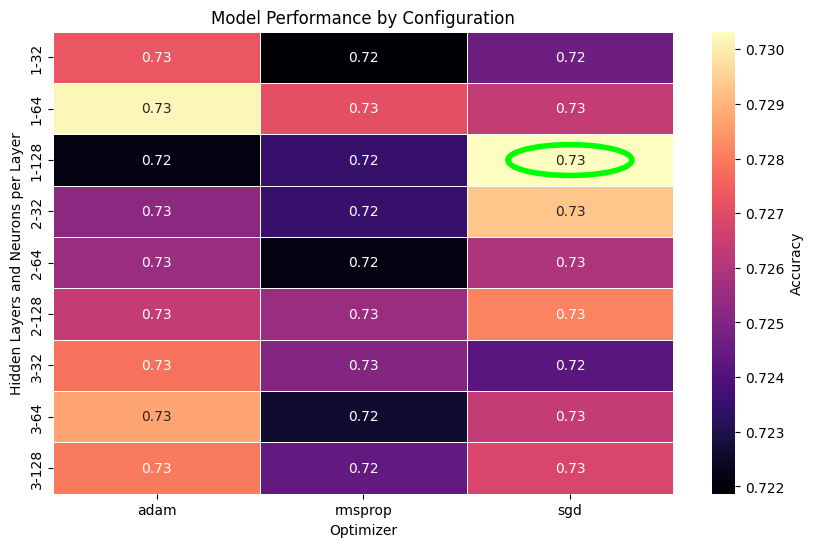 Model Performance by Configuration
Hidden Layers and Neurons per Layer
1-32 0.73 0.72 0.72
1-64 0.73 0.73 0.73
1-128 0.72 0.72 0.73
2-32 0.73 0.72 0.73
2-64 0.73 0.72 0.73
2-128 0.73 0.73 0.73
3-32 0.73 0.73 0.72
3-64 0.73 0.72 0.73
3-128 0.73 0.72 0.73
adam rmsprop sgd
Optimizer
0.730
0.729
0.728
0.727
0.726
0.725
0.724
0.723
0.722
Accuracy